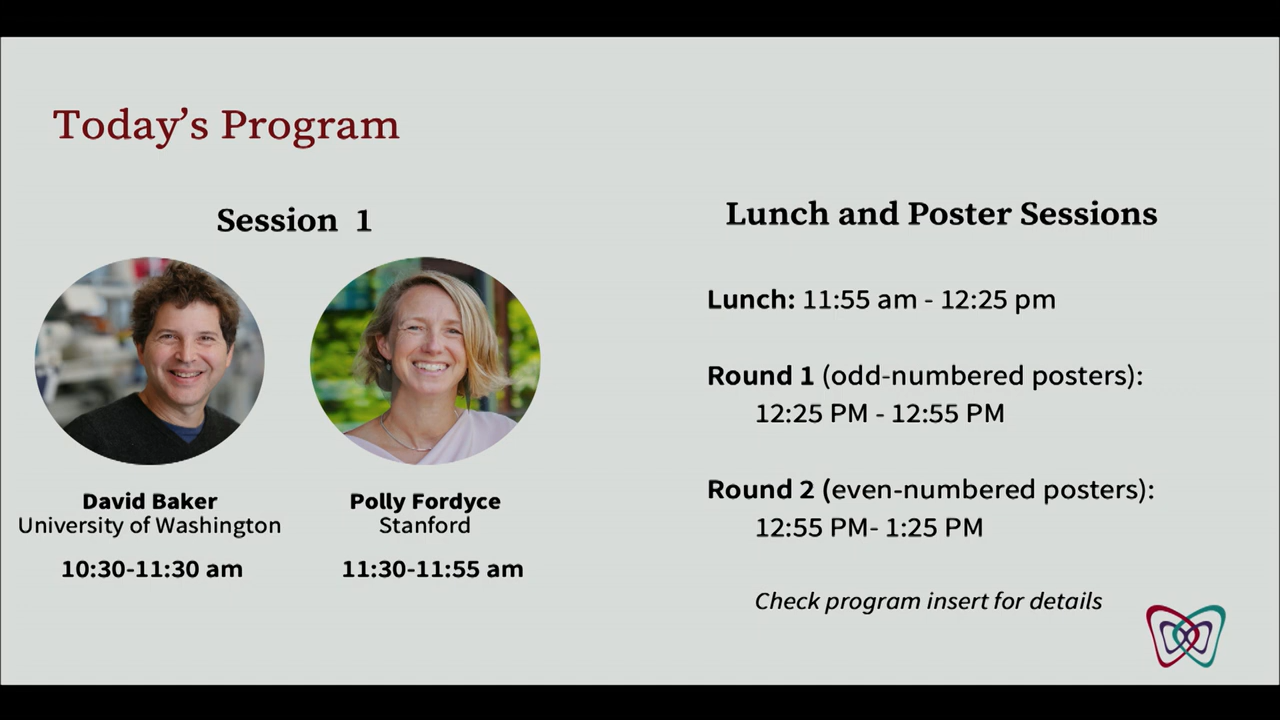 Today’s Program
Session 1
David Baker
University of Washington
10:30-11:30 am
Polly Fordyce
Stanford
11:30-11:55 am
Lunch and Poster Sessions
Lunch: 11:55 am - 12:25 pm
Round 1 (odd-numbered posters):
12:25 PM - 12:55 PM
Round 2 (even-numbered posters):
12:55 PM- 1:25 PM
Check program insert for details